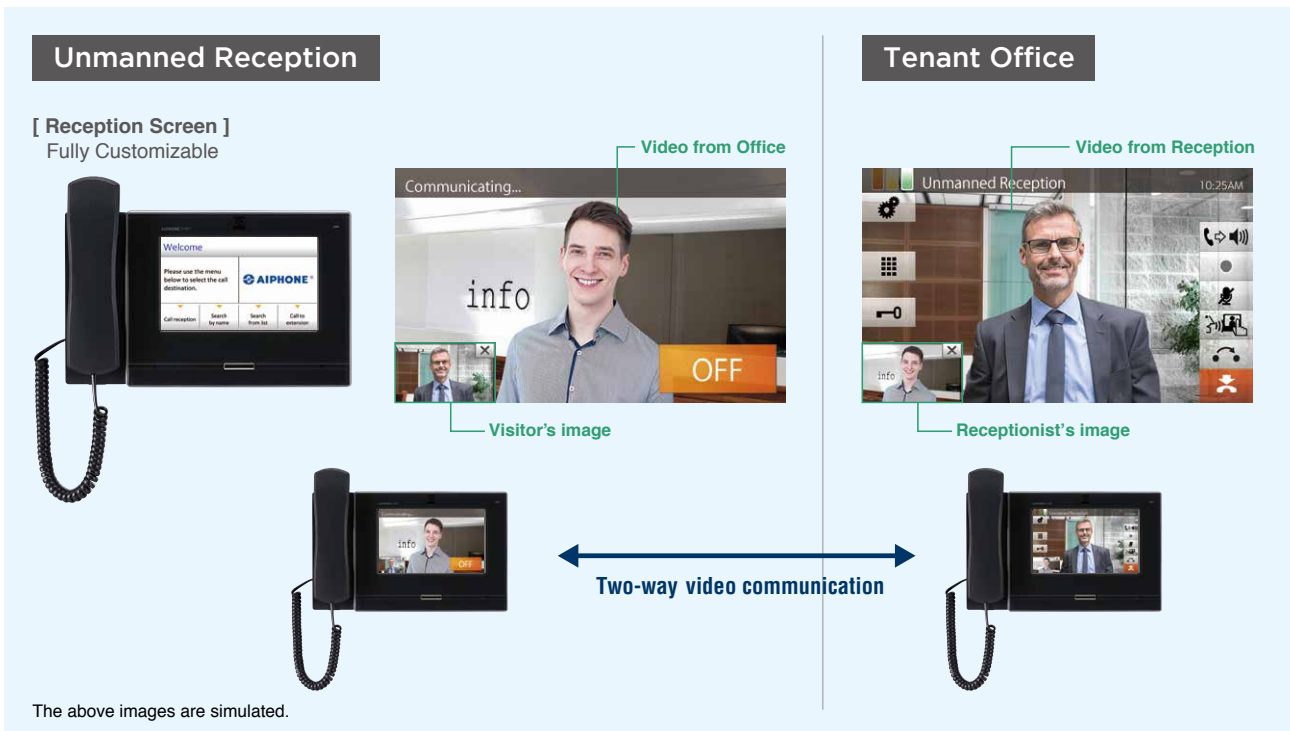 Unmanned Reception
[ Reception Screen ]
Fully Customizable
Welcome
Please use the menu
below to select the call
destination.
AIPHONE®
Call reception
Search
by name
Search
from list
Call to
extension
Video from Office
Communicating...
info
OFF
Visitor's image
Tenant Office
Video from Reception
Unmanned Reception
10:25AM
info
Receptionist's image
Communicating...
info
OFF
Two-way video communication
Unmanned Reception
The above images are simulated.